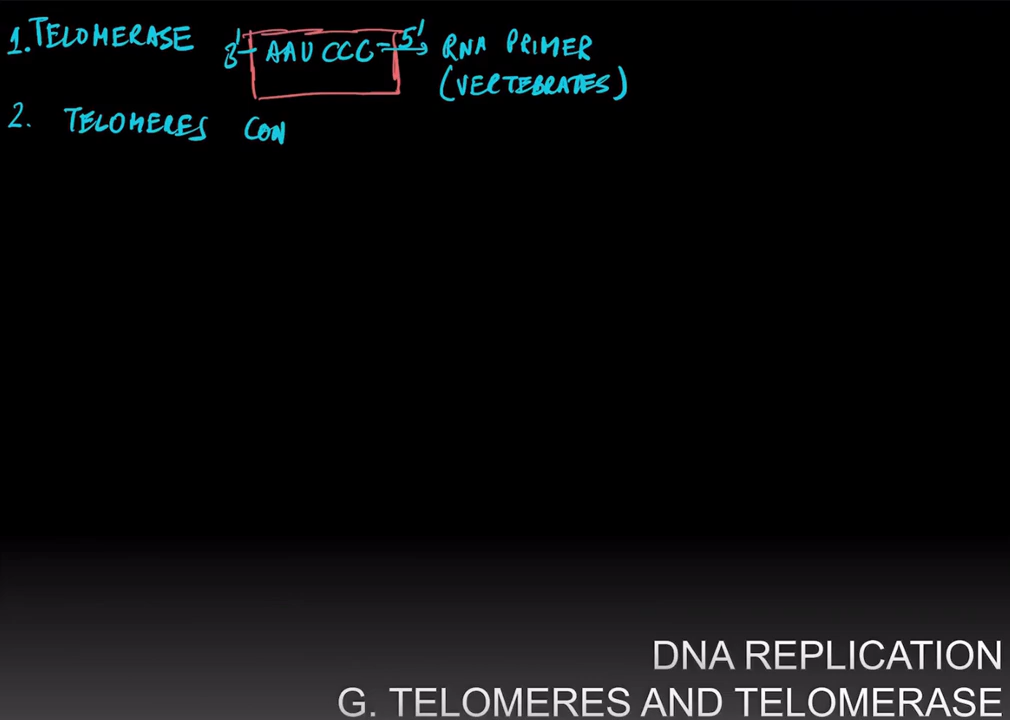 1. TELOMERASE 3'- AAUCCC - 5' → RNA PRIMER
(VERTEBRATES)
2. TELOMERES CON
DNA REPLICATION
G. TELOMERES AND TELOMERASE